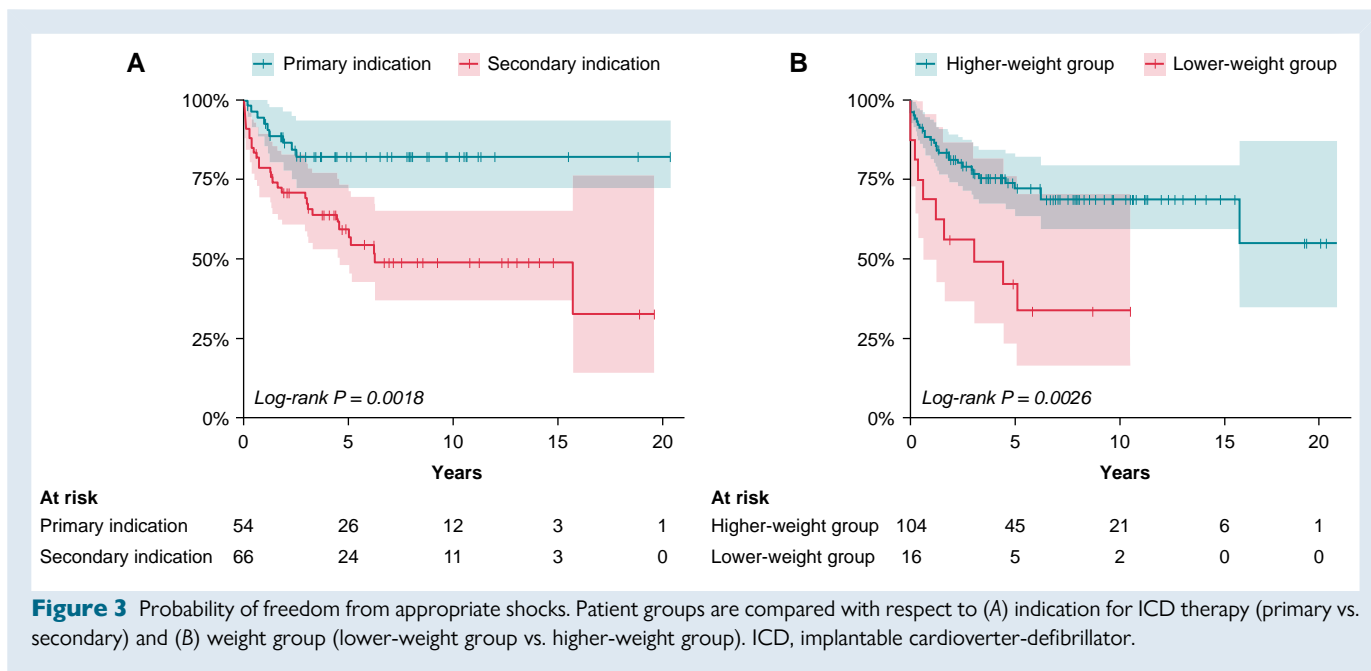 A
Primary indication
Secondary indication
100%
75%
50%
25%
0%
Log-rank P = 0.0018
0 5 10 15 20
Years
At risk
Primary indication 54 26 12 3 1
Secondary indication 66 24 11 3 0
B
Higher-weight group
Lower-weight group
100%
75%
50%
25%
0%
Log-rank P = 0.0026
0 5 10 15 20
Years
At risk
Higher-weight group 104 45 21 6 1
Lower-weight group 16 5 2 0 0
Figure 3 Probability of freedom from appropriate shocks. Patient groups are compared with respect to (A) indication for ICD therapy (primary vs.
secondary) and (B) weight group (lower-weight group vs. higher-weight group). ICD, implantable cardioverter-defibrillator.